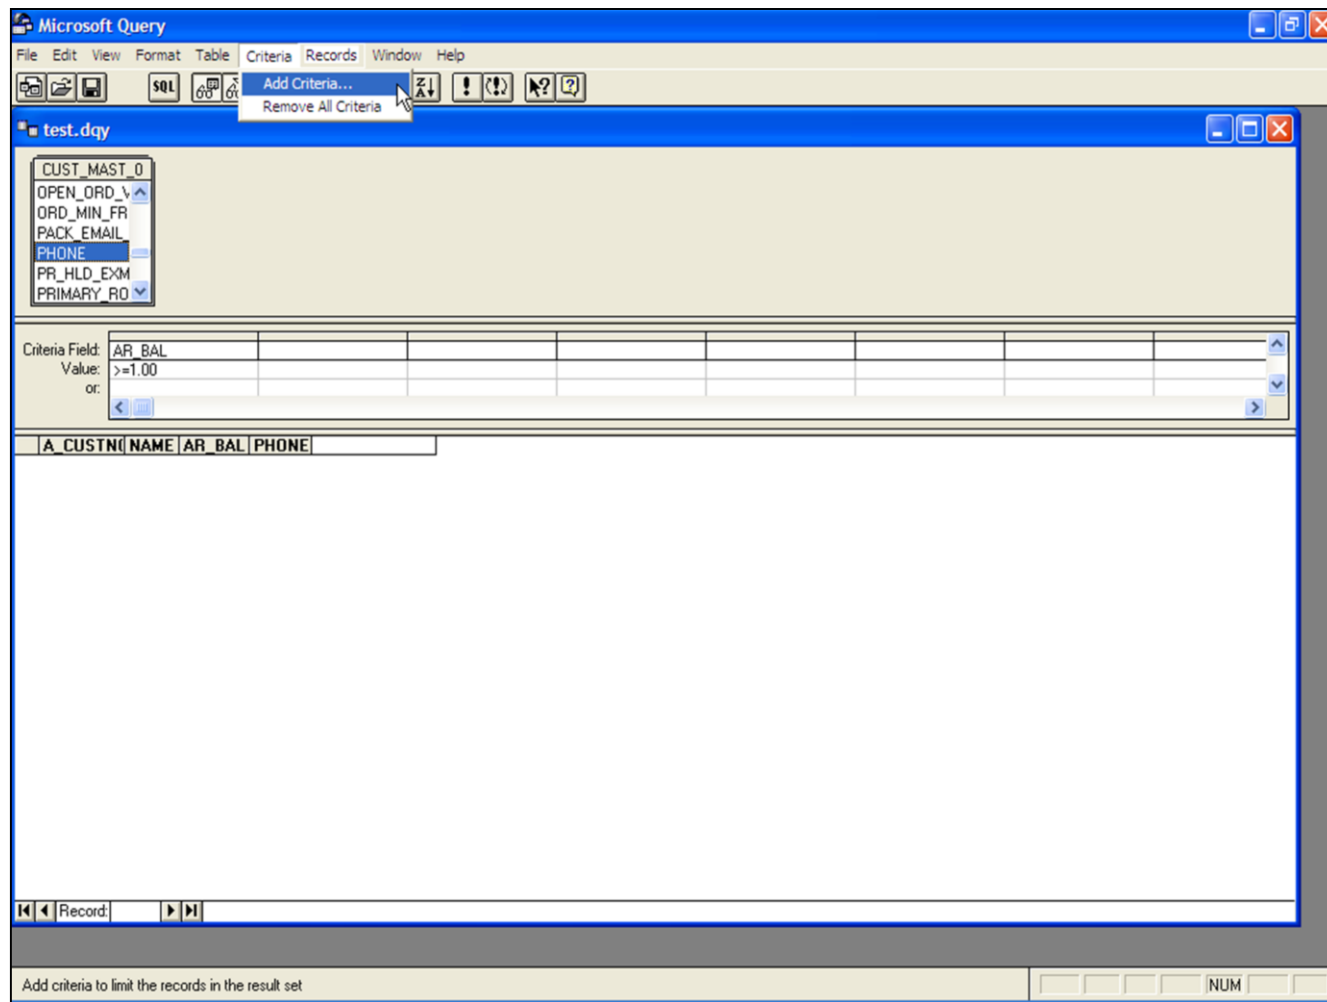 Microsoft Query
File Edit View Format Table Criteria Records Window Help
SQL
Add Criteria...
Remove All Criteria
test.dqy
CUST_MAST_0
OPEN_ORD_V
ORD_MIN_FR
PACK_EMAIL_
PHONE
PR_HLD_EXM
PRIMARY_RO
Criteria Field: AR_BAL
Value: >=1.00
or:
A_CUSTN( NAME AR_BAL PHONE
Record:
Add criteria to limit the records in the result set NUM